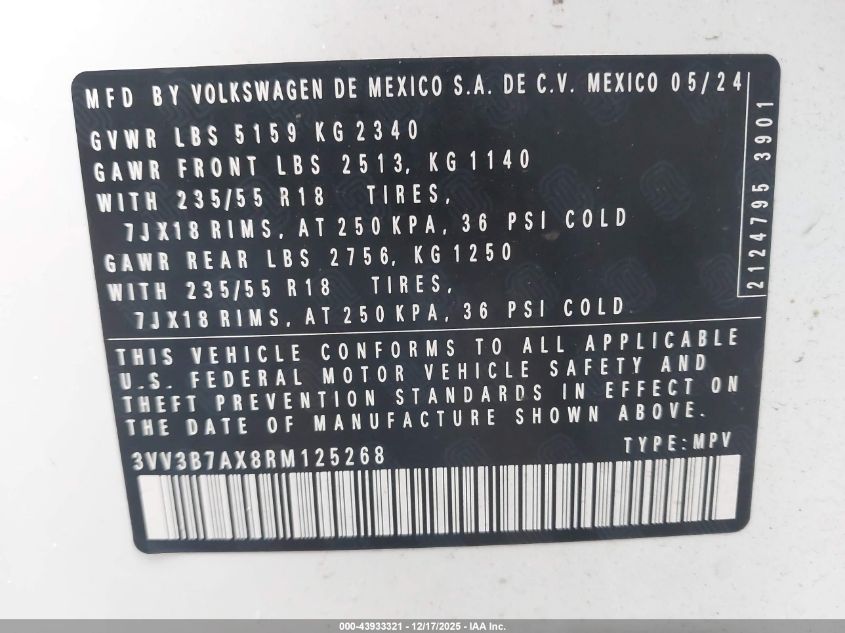 MFD BY VOLKSWAGEN DE MEXICO S.A. DE C.V. MEXICO 05/24
GVWR LBS 5159 KG 2340
GAWR FRONT LBS 2513, KG 1140
WITH 235/55 R18 TIRES,
7JX18 RIMS, AT 250 KPA, 36 PSI COLD
GAWR REAR LBS 2756, KG 1250
WITH 235/55 R18 TIRES,
7JX18 RIMS, AT 250 KPA, 36 PSI COLD
2124795 3901
THIS VEHICLE CONFORMS TO ALL APPLICABLE
U.S. FEDERAL MOTOR VEHICLE SAFETY AND
THEFT PREVENTION STANDARDS IN EFFECT ON
THE DATE OF MANUFACTURE SHOWN ABOVE.
3VV3B7AX8RM125268 TYPE: MPV
000-43933321 - 12/17/2025 - IAA Inc.